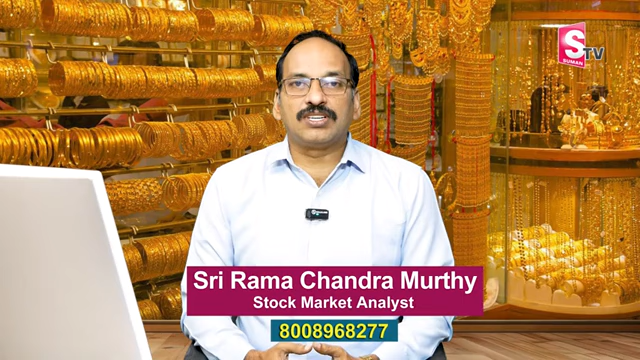 S TV
SUMAN
Sri Rama Chandra Murthy
Stock Market Analyst
8008968277